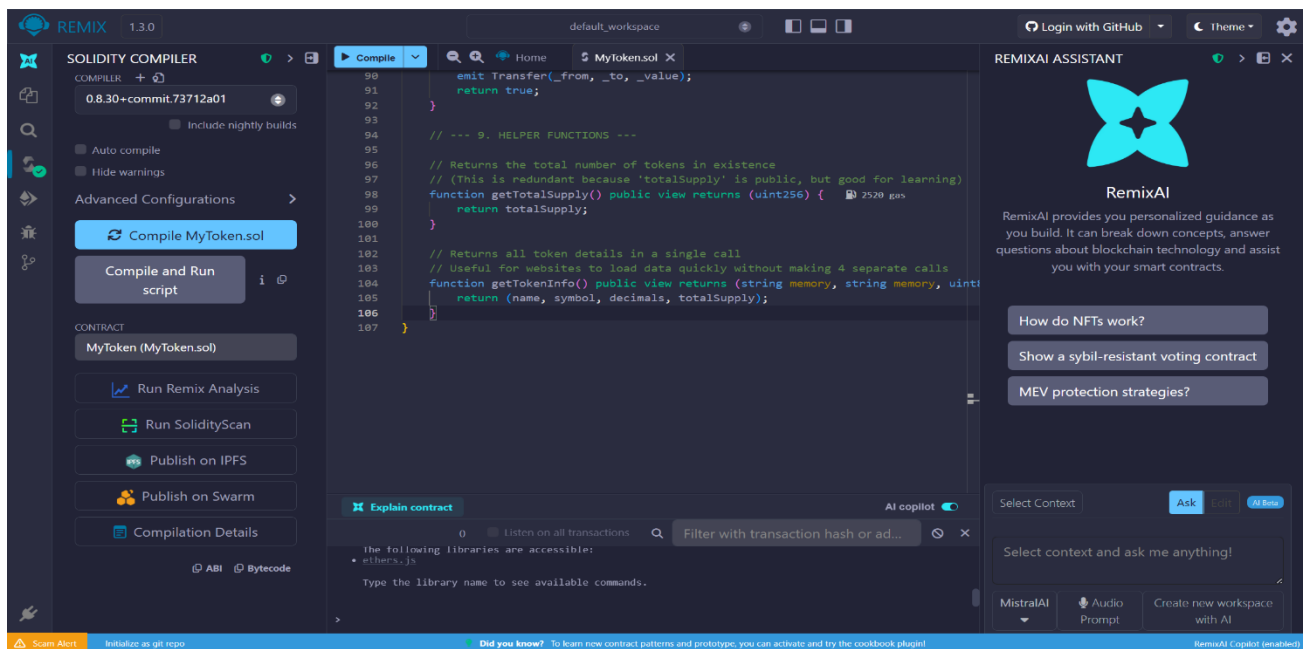 REMIX 1.3.0
default_workspace
Login with GitHub
Theme
AI
SOLIDITY COMPILER
COMPILER
0.8.30+commit.73712a01
Include nightly builds
Auto compile
Hide warnings
Advanced Configurations
Compile MyToken.sol
Compile and Run
script
i
CONTRACT
MyToken (MyToken.sol)
Run Remix Analysis
Run SolidityScan
IPFS Publish on IPFS
Publish on Swarm
Compilation Details
ABI Bytecode
Compile
Home
MyToken.sol
90 emit Transfer(_from, _to, _value);
91 return true;
92 }
93
94 // --- 9. HELPER FUNCTIONS ---
95
96 // Returns the total number of tokens in existence
97 // (This is redundant because 'totalSupply' is public, but good for learning)
98 function getTotalSupply() public view returns (uint256) { 2520 gas
99 return totalSupply;
100 }
101
102 // Returns all token details in a single call
103 // Useful for websites to load data quickly without making 4 separate calls
104 function getTokenInfo() public view returns (string memory, string memory, uint8
105 return (name, symbol, decimals, totalSupply);
106 }
107 }
Explain contract
AI copilot
0 Listen on all transactions
Filter with transaction hash or ad...
The following libraries are accessible:
• ethers.js
Type the library name to see available commands.
>
REMIXAI ASSISTANT
RemixAI
RemixAI provides you personalized guidance as
you build. It can break down concepts, answer
questions about blockchain technology and assist
you with your smart contracts.
How do NFTs work?
Show a sybil-resistant voting contract
MEV protection strategies?
Select Context
Ask Edit AI Beta
Select context and ask me anything!
MistralAI
Audio
Prompt
Create new workspace
with AI
Scam Alert
Initialize as git repo
Did you know? To learn new contract patterns and prototype, you can activate and try the cookbook plugin!
RemixAI Copilot (enabled)